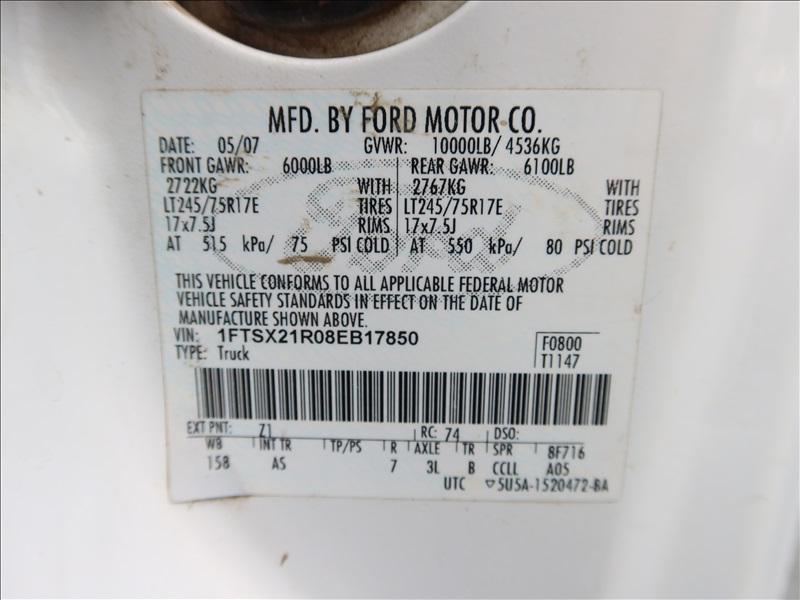 MFD. BY FORD MOTOR CO.
DATE: 05/07 GVWR: 10000LB/ 4536KG
FRONT GAWR: 6000LB REAR GAWR: 6100LB
2722KG WITH 2767KG WITH
LT245/75R17E TIRES LT245/75R17E TIRES
17x7.5J RIMS 17x7.5J RIMS
AT 515 kPa/ 75 PSI COLD AT 550 kPa/ 80 PSI COLD
THIS VEHICLE CONFORMS TO ALL APPLICABLE FEDERAL MOTOR
VEHICLE SAFETY STANDARDS IN EFFECT ON THE DATE OF
MANUFACTURE SHOWN ABOVE.
VIN: 1FTSX21R08EB17850 F0800
TYPE: Truck T1147
EXT PNT: Z1 RC: 74 DSO:
WB INT TR TP/PS R AXLE TR SPR 8F716
158 AS 7 3L B CCLL A05
UTC ▽5U5A-1520472-BA